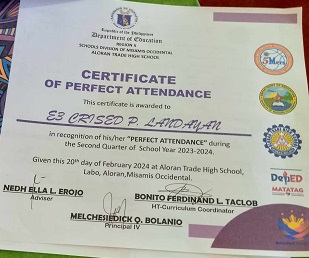 Republic of the Philippines
Department of Education
REGION X
SCHOOLS DIVISION OF MISAMIS OCCIDENTAL
ALORAN TRADE HIGH SCHOOL
CERTIFICATE
OF PERFECT ATTENDANCE
This certificate is awarded to
E3 CRISED P. LANDAYAN
in recognition of his/her "PERFECT ATTENDANCE" during
the Second Quarter of School Year 2023-2024.
Given this 20th day of February 2024 at Aloran Trade High School,
Labo, Aloran,Misamis Occidental.
NEDH ELLA L. EROJO
Adviser
BONITO FERDINAND L. TACLOB
HT-Curriculum Coordinator
MELCHESEDICK Q. BOLANIO
Principal IV
DepED
MATATAG